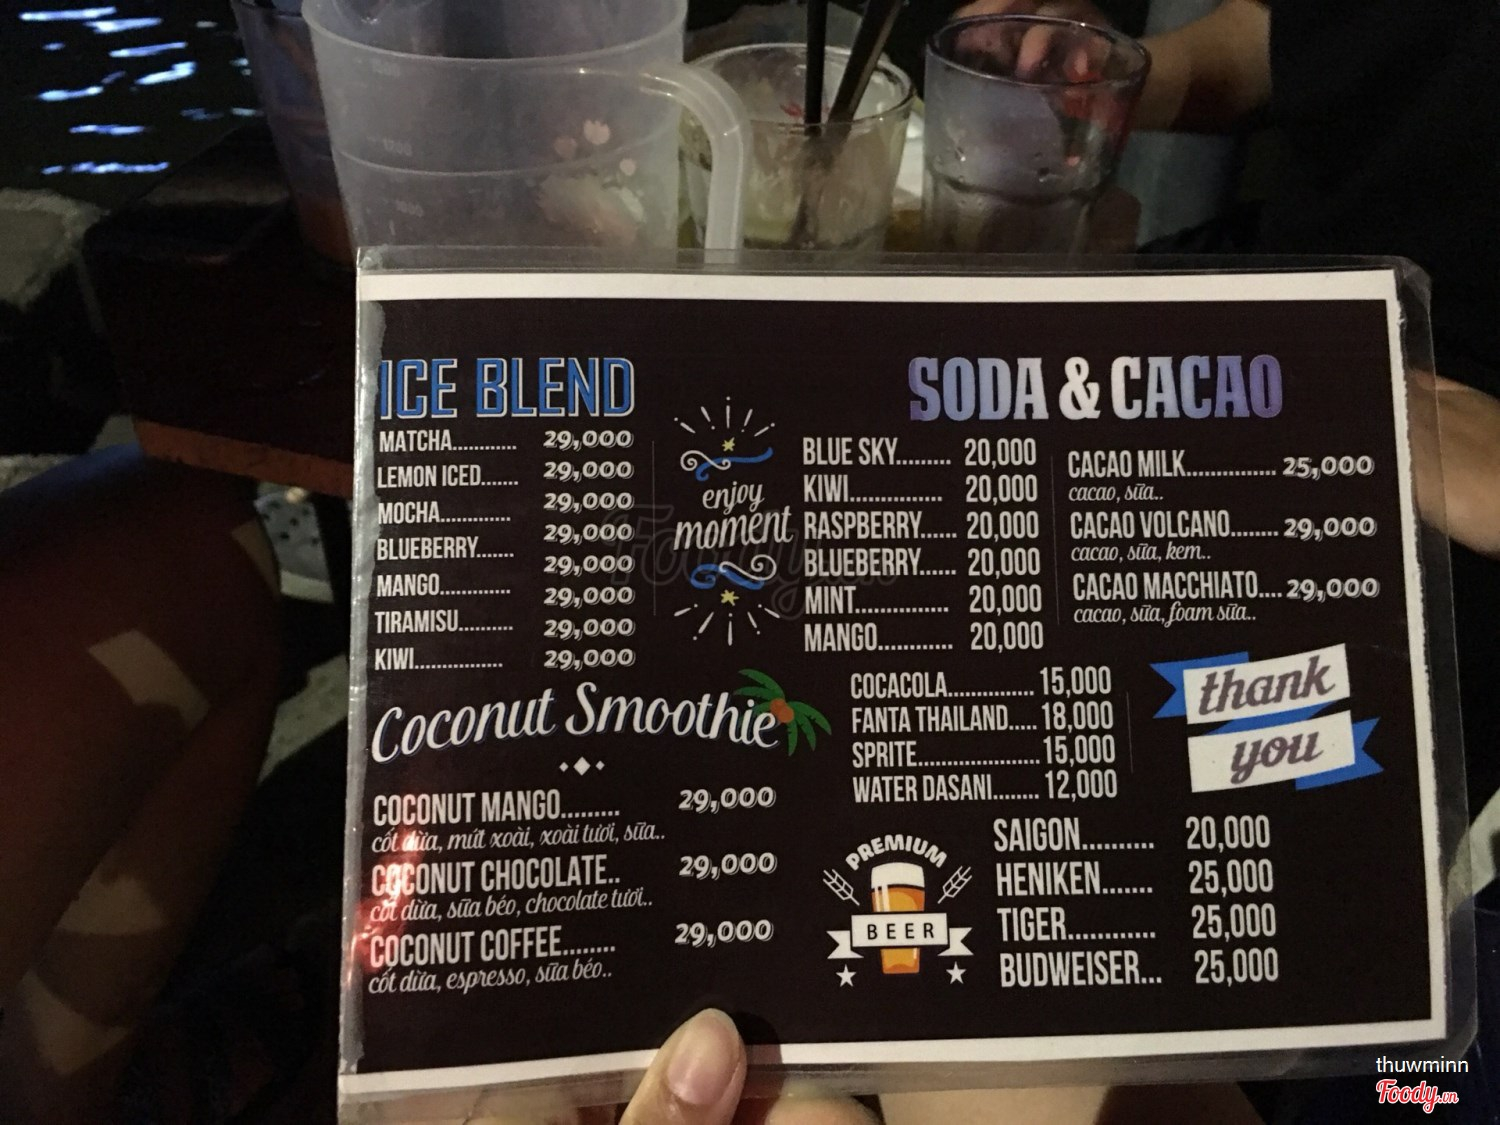 ICE BLEND
MATCHA............ 29,000
LEMON ICED....... 29,000
MOCHA............. 29,000
BLUEBERRY....... 29,000
MANGO............. 29,000
TIRAMISU.......... 29,000
KIWI................ 29,000
29,000
enjoy
moment
Coconut Smoothie
COCONUT MANGO......... 29,000
cốt dừa, mứt xoài, xoài tươi, sữa..
COCONUT CHOCOLATE.. 29,000
cốt dừa, sữa béo, chocolate tươi..
COCONUT COFFEE........ 29,000
cốt dừa, espresso, sữa béo..
SODA & CACAO
BLUE SKY......... 20,000
KIWI................ 20,000
RASPBERRY...... 20,000
BLUEBERRY...... 20,000
MINT................ 20,000
MANGO............ 20,000
CACAO MILK............... 25,000
cacao, sữa..
CACAO VOLCANO........ 29,000
cacao, sữa, kem..
CACAO MACCHIATO.... 29,000
cacao, sữa, foam sữa..
COCACOLA.............. 15,000
FANTA THAILAND..... 18,000
SPRITE...................... 15,000
WATER DASANI........ 12,000
thank
you
PREMIUM
BEER
SAIGON.......... 20,000
HENIKEN....... 25,000
TIGER............ 25,000
BUDWEISER... 25,000
thuwminn
Foody.vn